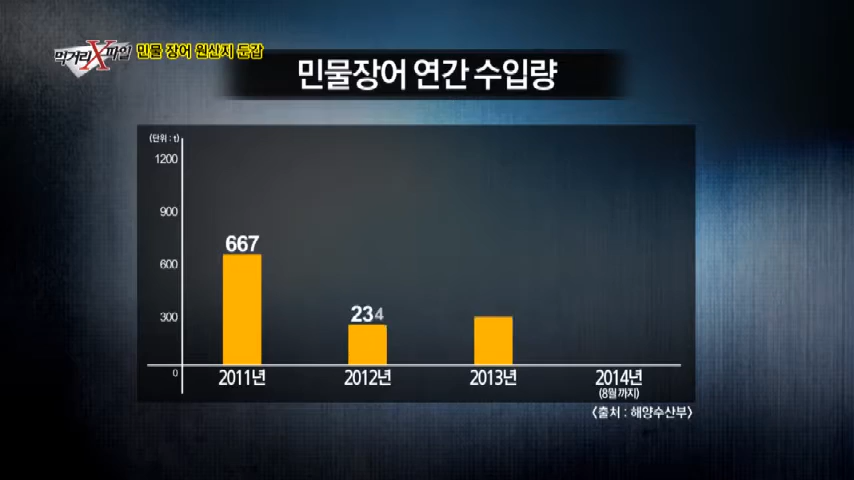 먹거리X파일
민물 장어 원산지 둔갑
민물장어 연간 수입량
(단위 : t)
1200
900
600
300
0
667
234
2011년
2012년
2013년
2014년
(8월 까지)
<출처 : 해양수산부>